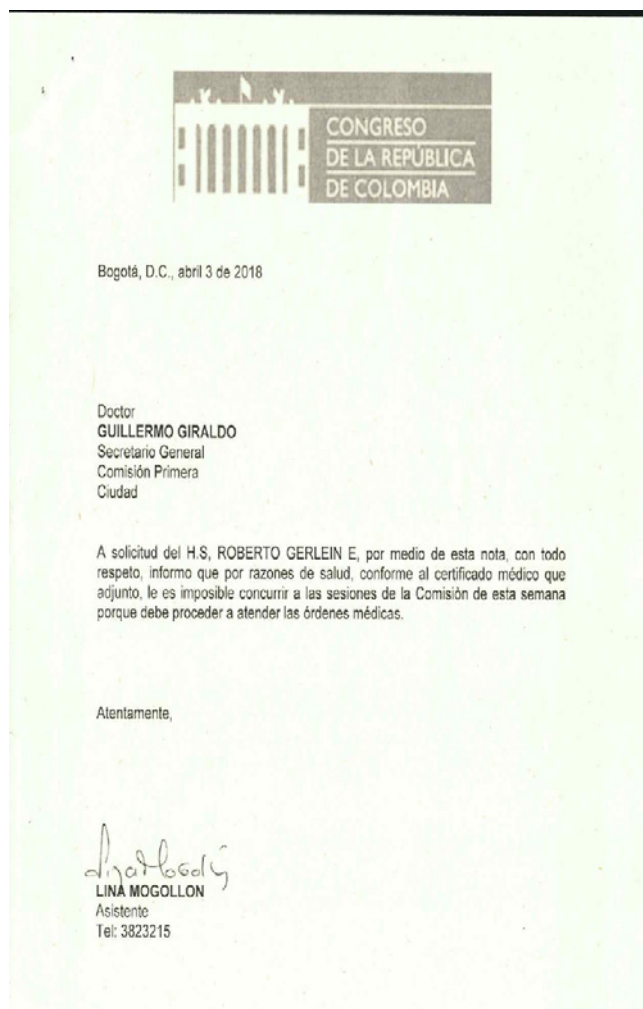 CONGRESO
DE LA REPÚBLICA
DE COLOMBIA
Bogotá, D.C., abril 3 de 2018
Doctor
GUILLERMO GIRALDO
Secretario General
Comisión Primera
Ciudad
A solicitud del H.S, ROBERTO GERLEIN E, por medio de esta nota, con todo
respeto, informo que por razones de salud, conforme al certificado médico que
adjunto, le es imposible concurrir a las sesiones de la Comisión de esta semana
porque debe proceder a atender las órdenes médicas.
Atentamente,
LINA MOGOLLON
Asistente
Tel: 3823215